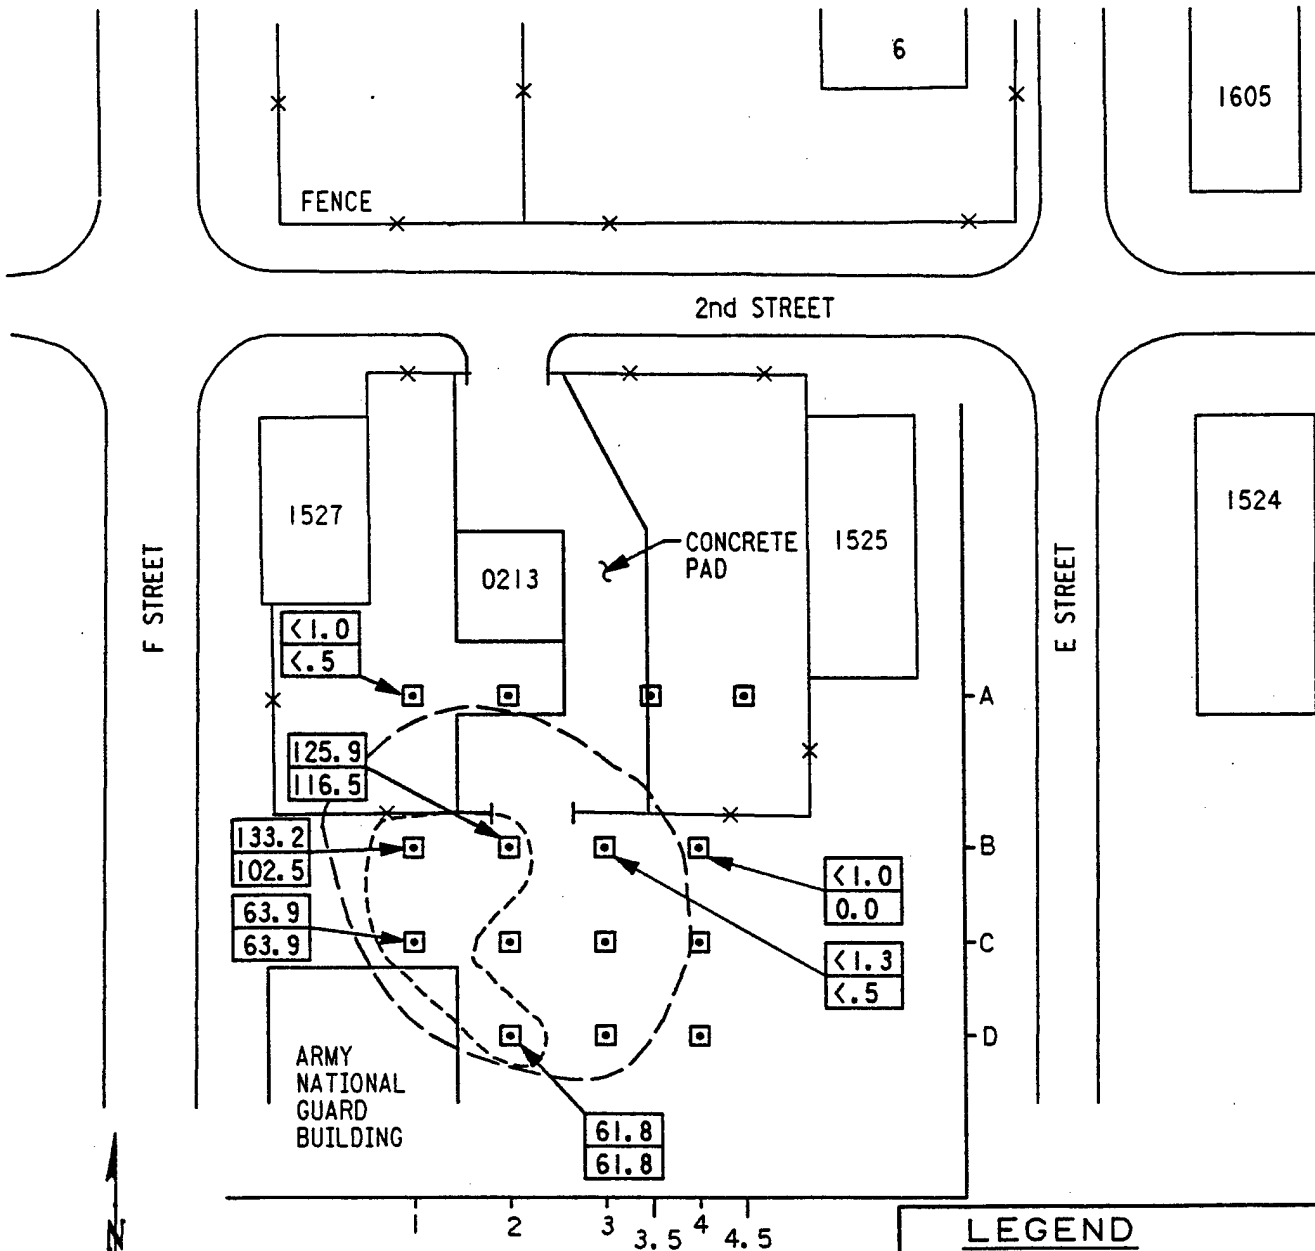 6
1605
FENCE
2nd STREET
1527
0213
CONCRETE
PAD
1525
1524
F STREET
E STREET
<1.0
<.5
A
125.9
116.5
133.2
102.5
B
<1.0
0.0
63.9
63.9
C
<1.3
<.5
D
ARMY
NATIONAL
GUARD
BUILDING
61.8
61.8
N
1 2 3 3.5 4 4.5
LEGEND